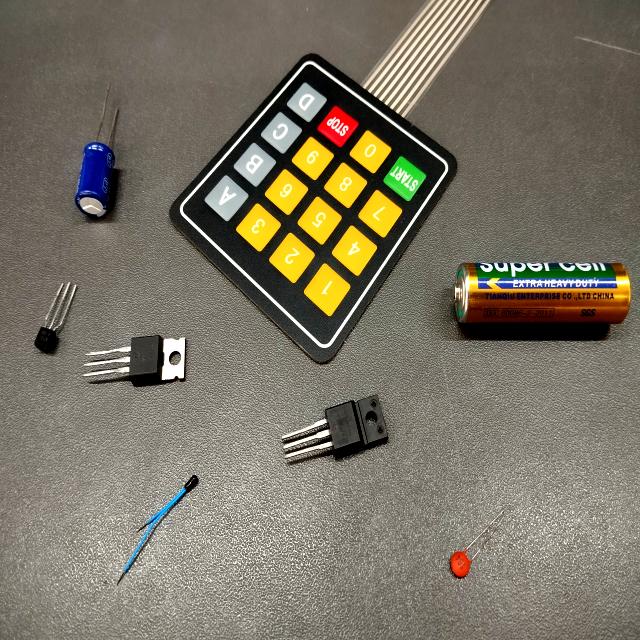 1 2 3 A
4 5 6 B
7 8 9 C
START 0 STOP D
super cell
EXTRA HEAVY DUTY
TIANQIU ENTERPRISE CO.,LTD CHINA
SGS